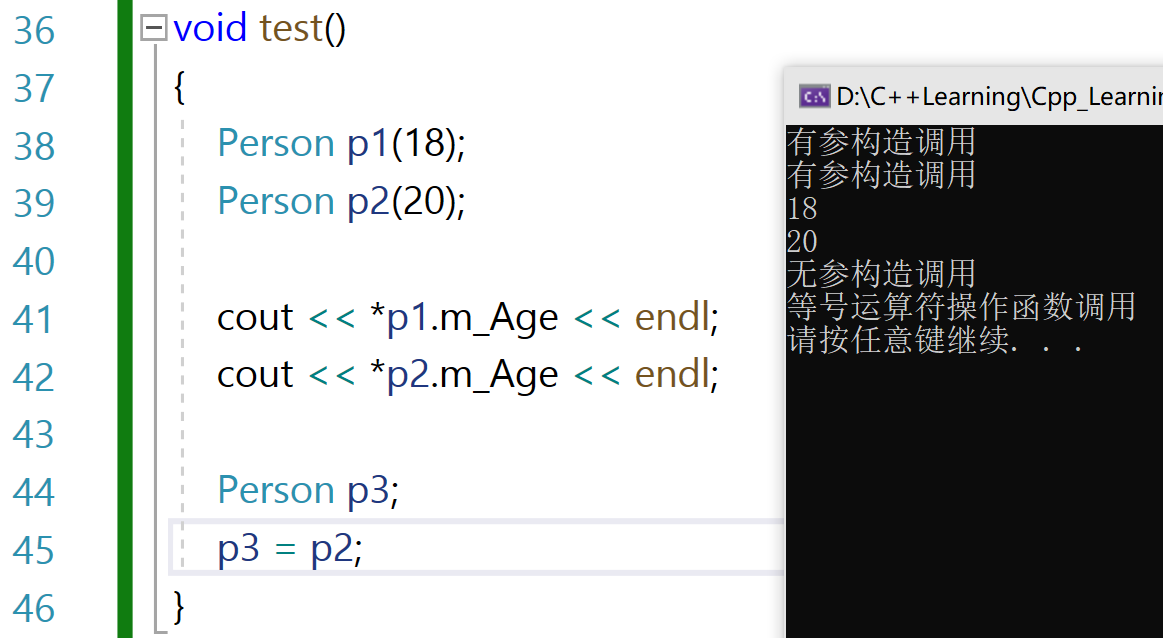 36 void test()
37 {
38 Person p1(18);
39 Person p2(20);
40
41 cout << *p1.m_Age << endl;
42 cout << *p2.m_Age << endl;
43
44 Person p3;
45 p3 = p2;
46 }
D:\C++Learning\Cpp_Learnin
有参构造调用
有参构造调用
18
20
无参构造调用
等号运算符操作函数调用
请按任意键继续. . .